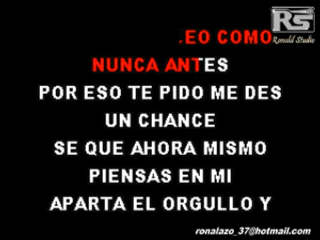 RS
Ronald Studio
.EO COMO
NUNCA ANTES
POR ESO TE PIDO ME DES
UN CHANCE
SE QUE AHORA MISMO
PIENSAS EN MI
APARTA EL ORGULLO Y
ronalazo_37@hotmail.com